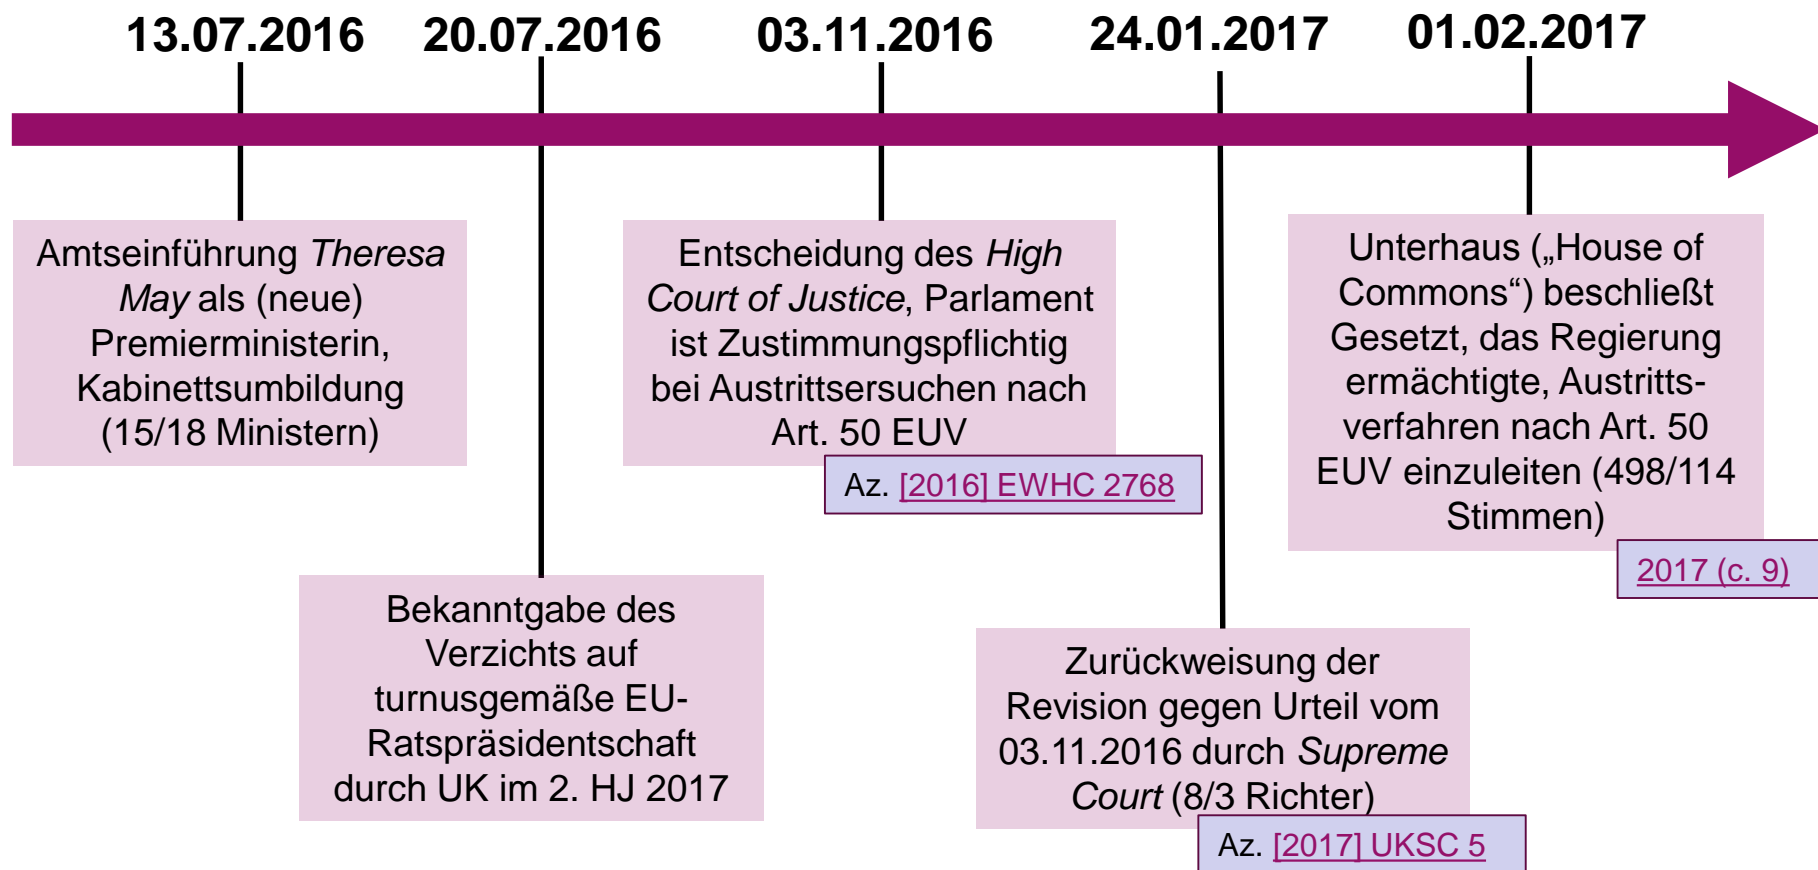 13.07.2016
20.07.2016
03.11.2016
24.01.2017
01.02.2017
Amtseinführung Theresa
May als (neue)
Premierministerin,
Kabinettsumbildung
(15/18 Ministern)
Bekanntgabe des
Verzichts auf
turnusgemäße EU-
Ratspräsidentschaft
durch UK im 2. HJ 2017
Entscheidung des High
Court of Justice, Parlament
ist Zustimmungspflichtig
bei Austrittsersuchen nach
Art. 50 EUV
Az. [2016] EWHC 2768
Zurückweisung der
Revision gegen Urteil vom
03.11.2016 durch Supreme
Court (8/3 Richter)
Az. [2017] UKSC 5
Unterhaus („House of
Commons“) beschließt
Gesetzt, das Regierung
ermächtigte, Austritts-
verfahren nach Art. 50
EUV einzuleiten (498/114
Stimmen)
2017 (c. 9)